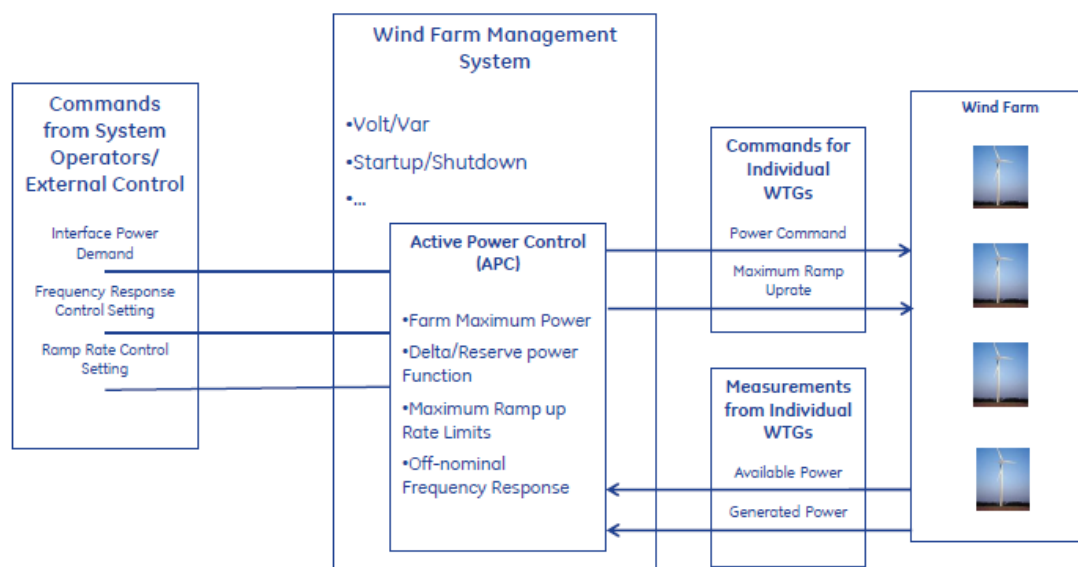 Wind Farm Management
System
•Volt/Var
•Startup/Shutdown
•...
Commands
from System
Operators/
External Control
Interface Power
Demand
Frequency Response
Control Setting
Ramp Rate Control
Setting
Active Power Control
(APC)
•Farm Maximum Power
•Delta/Reserve power
Function
•Maximum Ramp up
Rate Limits
•Off-nominal
Frequency Response
Commands for
Individual
WTGs
Power Command
Maximum Ramp
Uprate
Measurements
from Individual
WTGs
Available Power
Generated Power
Wind Farm